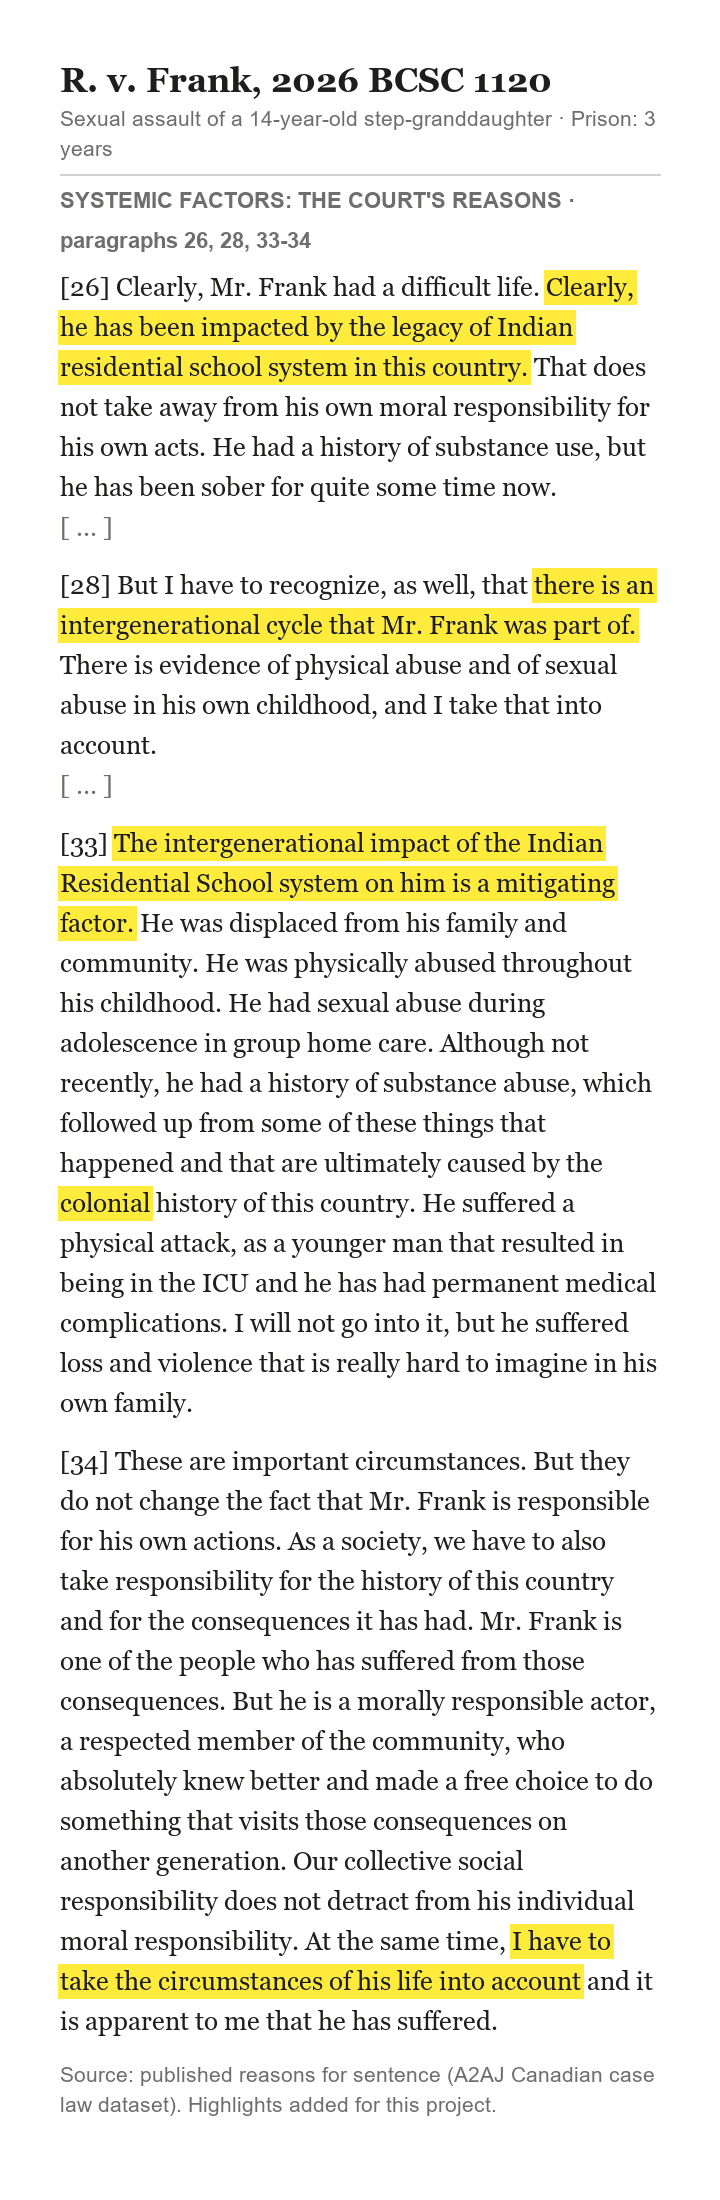 R. v. Frank, 2026 BCSC 1120
Sexual assault of a 14-year-old step-granddaughter · Prison: 3
years
SYSTEMIC FACTORS: THE COURT'S REASONS ·
paragraphs 26, 28, 33-34
[26] Clearly, Mr. Frank had a difficult life. Clearly,
he has been impacted by the legacy of Indian
residential school system in this country. That does
not take away from his own moral responsibility for
his own acts. He had a history of substance use, but
he has been sober for quite some time now.
[ ... ]
[28] But I have to recognize, as well, that there is an
intergenerational cycle that Mr. Frank was part of.
There is evidence of physical abuse and of sexual
abuse in his own childhood, and I take that into
account.
[ ... ]
[33] The intergenerational impact of the Indian
Residential School system on him is a mitigating
factor. He was displaced from his family and
community. He was physically abused throughout
his childhood. He had sexual abuse during
adolescence in group home care. Although not
recently, he had a history of substance abuse, which
followed up from some of these things that
happened and that are ultimately caused by the
colonial history of this country. He suffered a
physical attack, as a younger man that resulted in
being in the ICU and he has had permanent medical
complications. I will not go into it, but he suffered
loss and violence that is really hard to imagine in his
own family.
[34] These are important circumstances. But they
do not change the fact that Mr. Frank is responsible
for his own actions. As a society, we have to also
take responsibility for the history of this country
and for the consequences it has had. Mr. Frank is
one of the people who has suffered from those
consequences. But he is a morally responsible actor,
a respected member of the community, who
absolutely knew better and made a free choice to do
something that visits those consequences on
another generation. Our collective social
responsibility does not detract from his individual
moral responsibility. At the same time, I have to
take the circumstances of his life into account and it
is apparent to me that he has suffered.
Source: published reasons for sentence (A2AJ Canadian case
law dataset). Highlights added for this project.